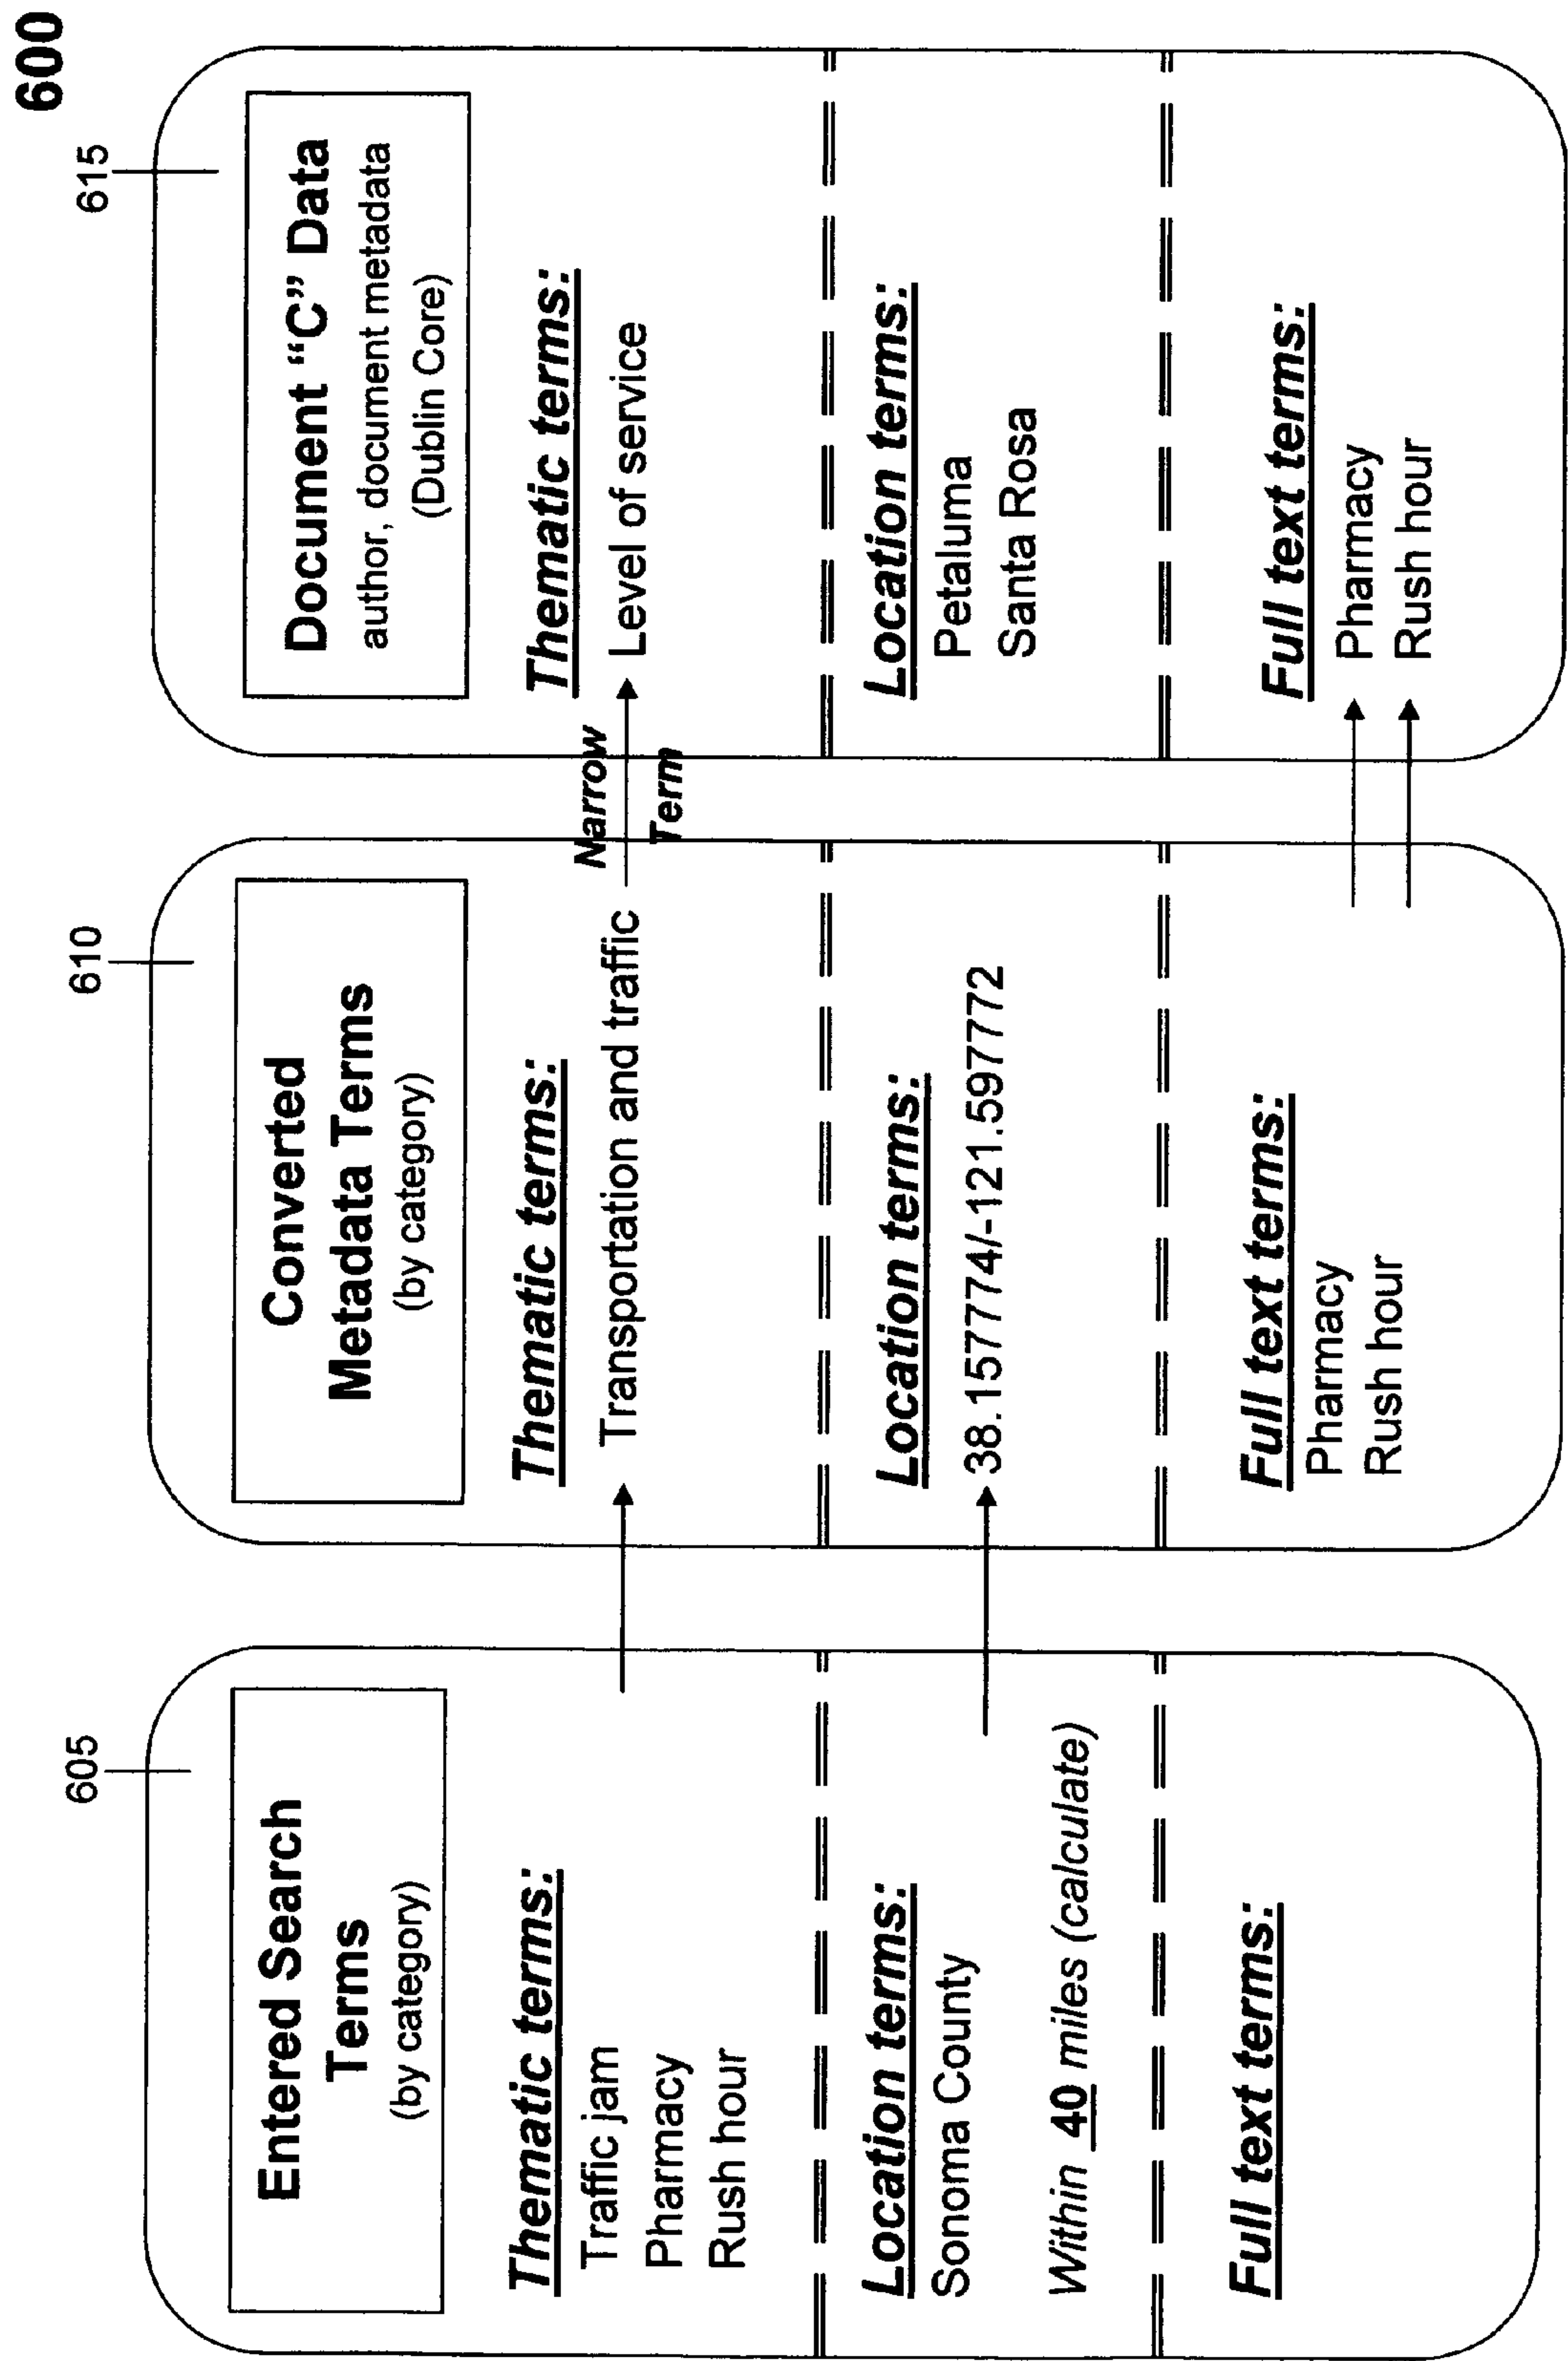 600
605
Entered Search
Terms
(by category)
Thematic terms:
Traffic jam
Pharmacy
Rush hour
Location terms:
Sonoma County
Within 40 miles (calculate)
Full text terms:
610
Converted
Metadata Terms
(by category)
Thematic terms:
Transportation and traffic
Location terms:
38.157774/-121.597772
Full text terms:
Pharmacy
Rush hour
Narrow
Term
615
Document “C” Data
author, document metadata
(Dublin Core)
Thematic terms:
Level of service
Location terms:
Petaluma
Santa Rosa
Full text terms:
Pharmacy
Rush hour